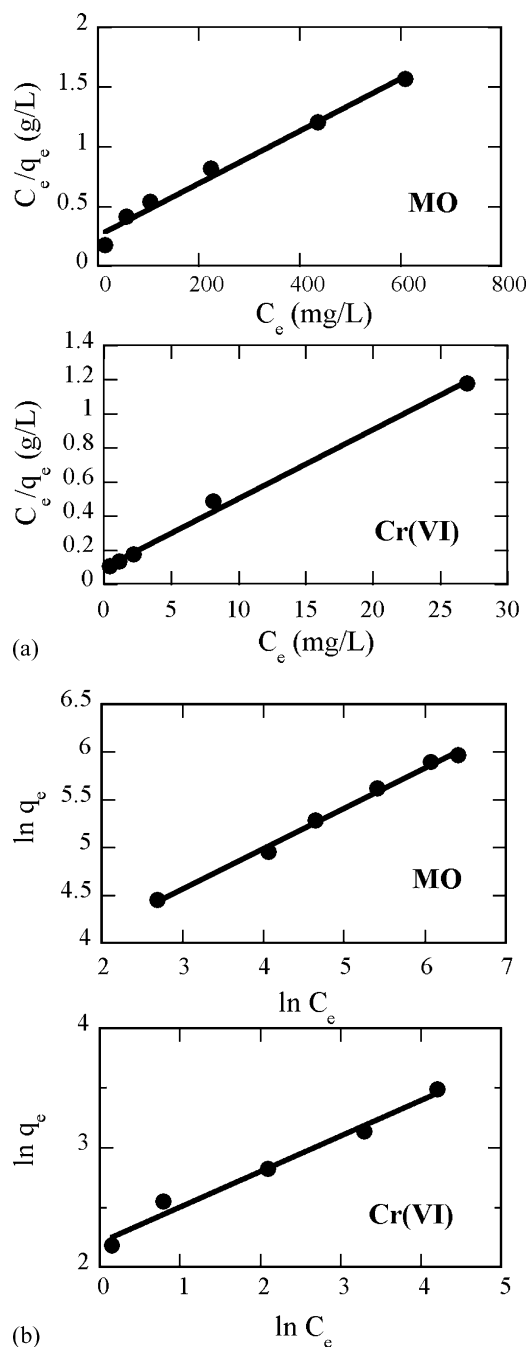 2
1.5
1
0.5
0
C_e/q_e (g/L)
MO
0 200 400 600 800
C_e (mg/L)
1.4
1.2
0.8
0.6
0.4
0.2
0
C_e/q_e (g/L)
Cr(VI)
0 5 10 15 20 25 30
C_e (mg/L)
(a)
6.5
6
5.5
5
4.5
4
ln q_e
MO
2 3 4 5 6 7
ln C_e
4
3
2
ln q_e
Cr(VI)
0 1 2 3 4 5
ln C_e
(b)